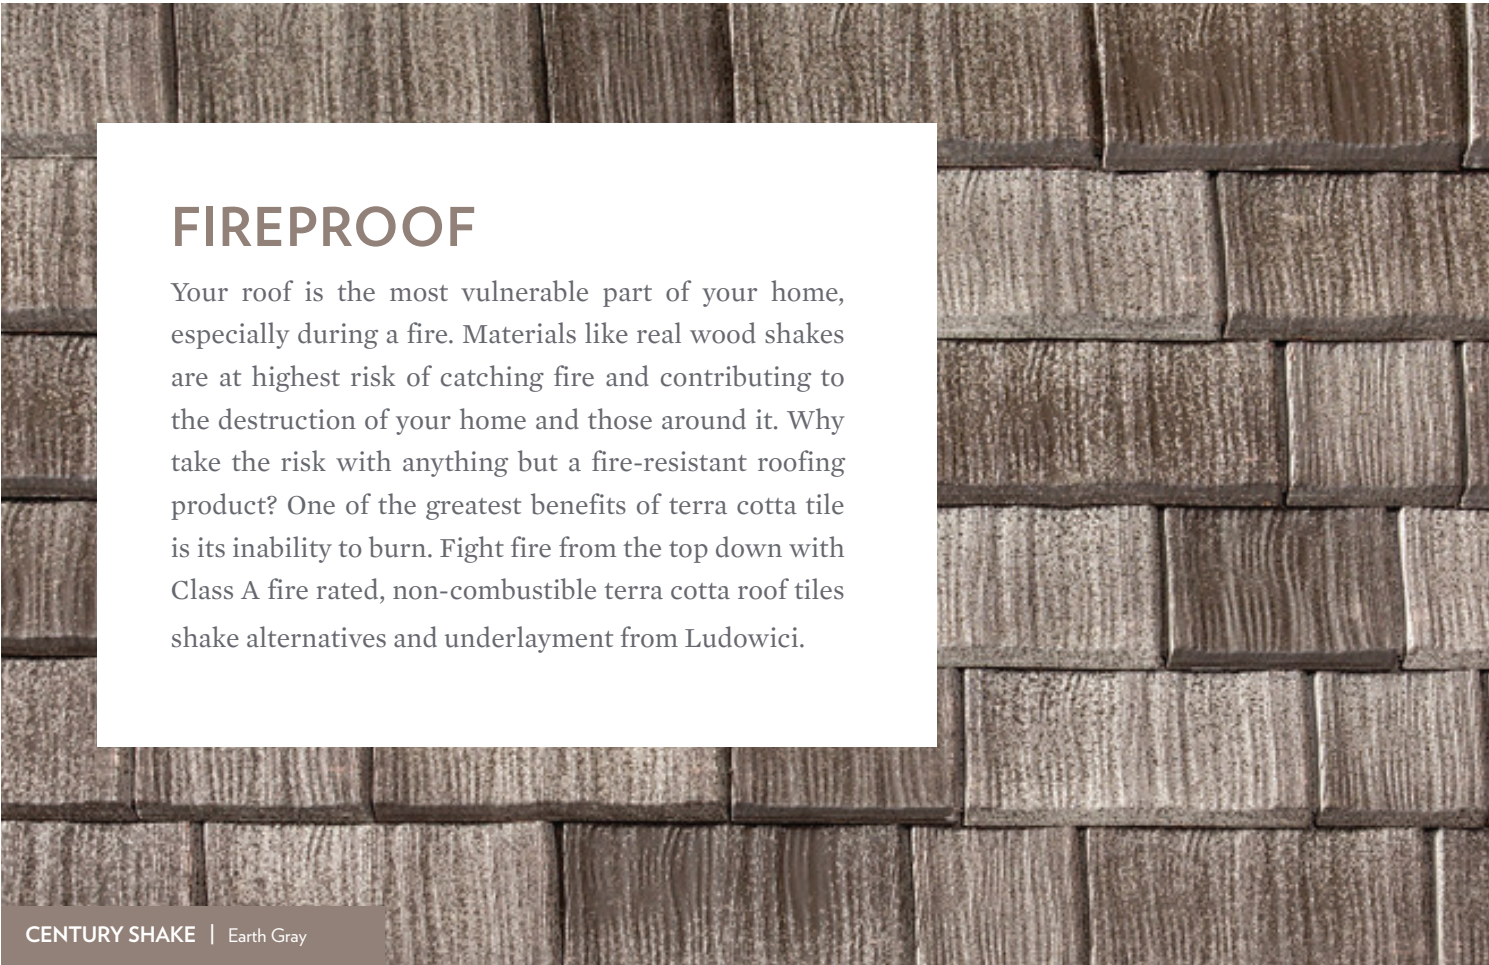 FIREPROOF
Your roof is the most vulnerable part of your home,
especially during a fire. Materials like real wood shakes
are at highest risk of catching fire and contributing to
the destruction of your home and those around it. Why
take the risk with anything but a fire-resistant roofing
product? One of the greatest benefits of terra cotta tile
is its inability to burn. Fight fire from the top down with
Class A fire rated, non-combustible terra cotta roof tiles
shake alternatives and underlayment from Ludowici.
CENTURY SHAKE | Earth Gray